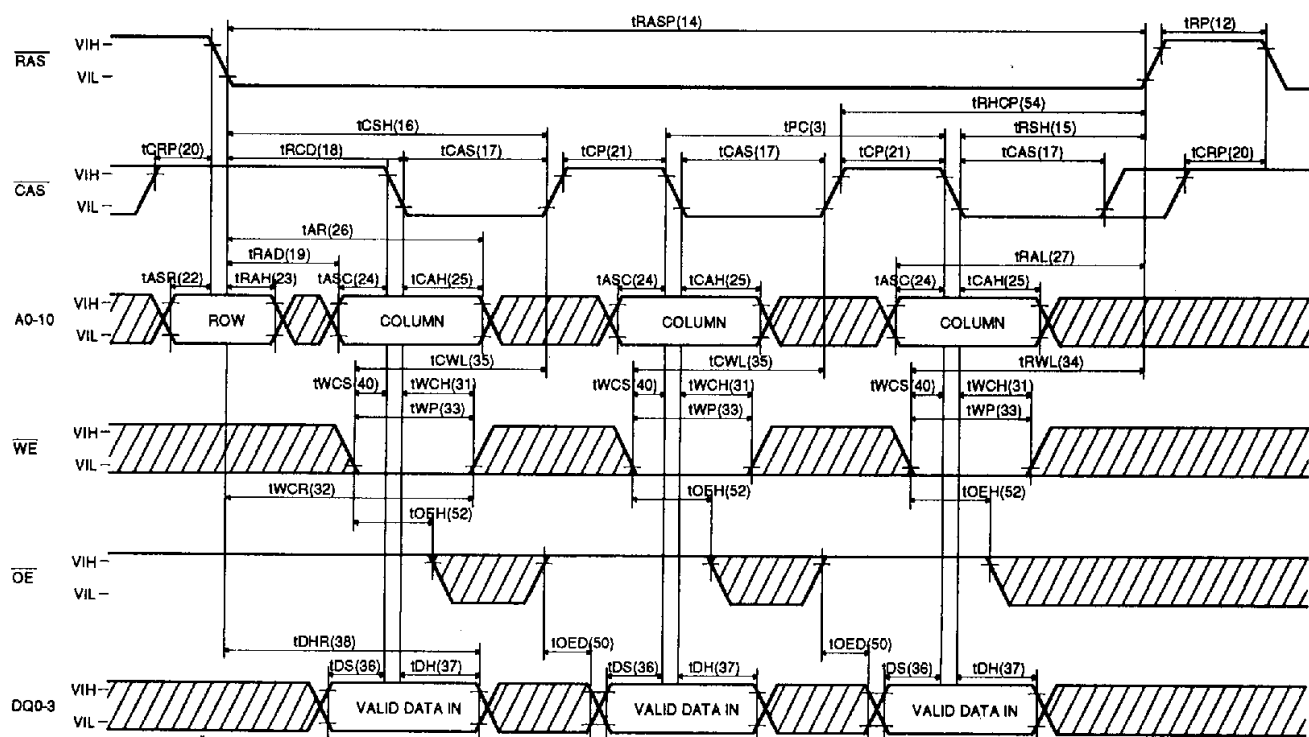 tRASP(14) tRP(12)
RAS VIH
VIL
tRHCP(54)
tCSH(16) tPC(3) tRSH(15)
tCRP(20) tRCD(18) tCAS(17) tCP(21) tCAS(17) tCP(21) tCAS(17) tCRP(20)
CAS VIH
VIL
tAR(26)
tRAD(19) tRAL(27)
tASR(22) tRAH(23) tASC(24) tCAH(25) tASC(24) tCAH(25) tASC(24) tCAH(25)
A0-10 VIH
VIL
ROW COLUMN COLUMN COLUMN
tCWL(35) tCWL(35) tRWL(34)
tWCS(40) tWCH(31) tWCS(40) tWCH(31) tWCS(40) tWCH(31)
tWP(33) tWP(33) tWP(33)
WE VIH
VIL
tWCR(32) tOEH(52) tOEH(52)
tOEH(52)
OE VIH
VIL
tDHR(38) tOED(50) tOED(50)
tDS(36) tDH(37) tDS(36) tDH(37) tDS(36) tDH(37)
DQ0-3 VIH
VIL
VALID DATA IN VALID DATA IN VALID DATA IN